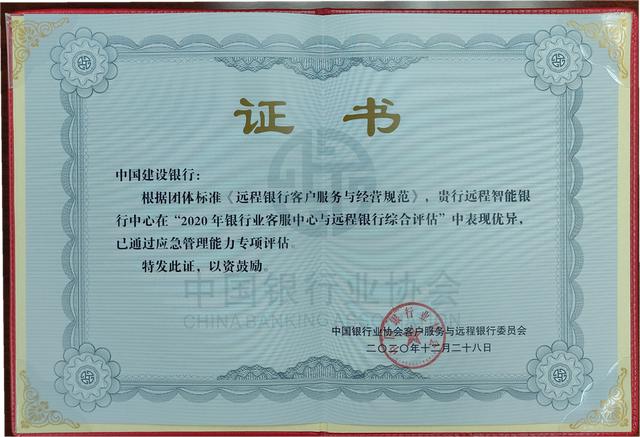 证书
中国建设银行：
根据团体标准《远程银行客户服务与经营规范》，贵行远程智能银
行中心在“2020年银行业客服中心与远程银行综合评估”中表现优异，
已通过应急管理能力专项评估。
特发此证，以资鼓励。
中国银行业协会
CHINA BANKING ASSOCIATION
中国银行业协会客户服务与远程银行委员会
二〇二〇年十二月二十八日